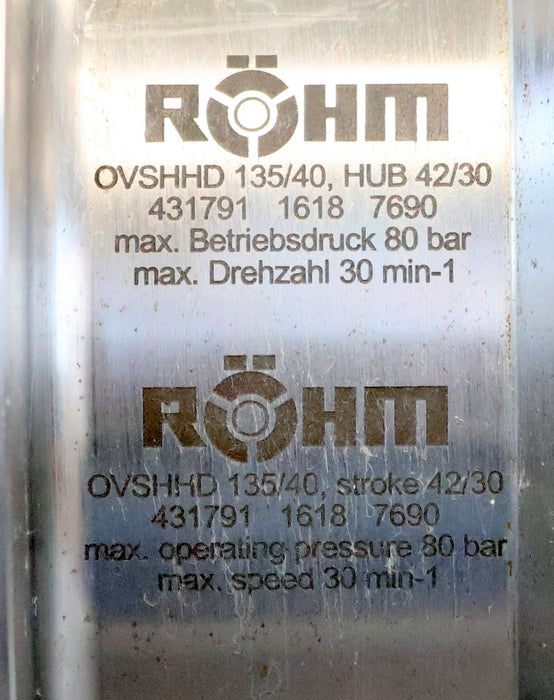 RÖHM
OVSHHD 135/40, HUB 42/30
431791 1618 7690
max. Betriebsdruck 80 bar
max. Drehzahl 30 min-1
RÖHM
OVSHHD 135/40, stroke 42/30
431791 1618 7690
max. operating pressure 80 bar
max. speed 30 min-1